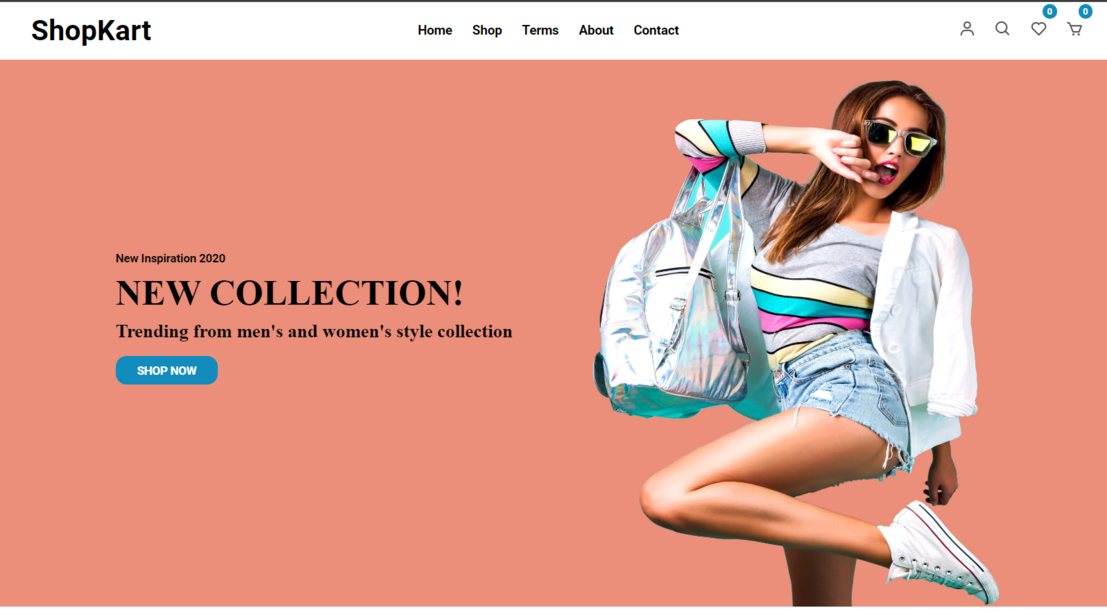 ShopKart
Home Shop Terms About Contact
0 0
New Inspiration 2020
NEW COLLECTION!
Trending from men's and women's style collection
SHOP NOW